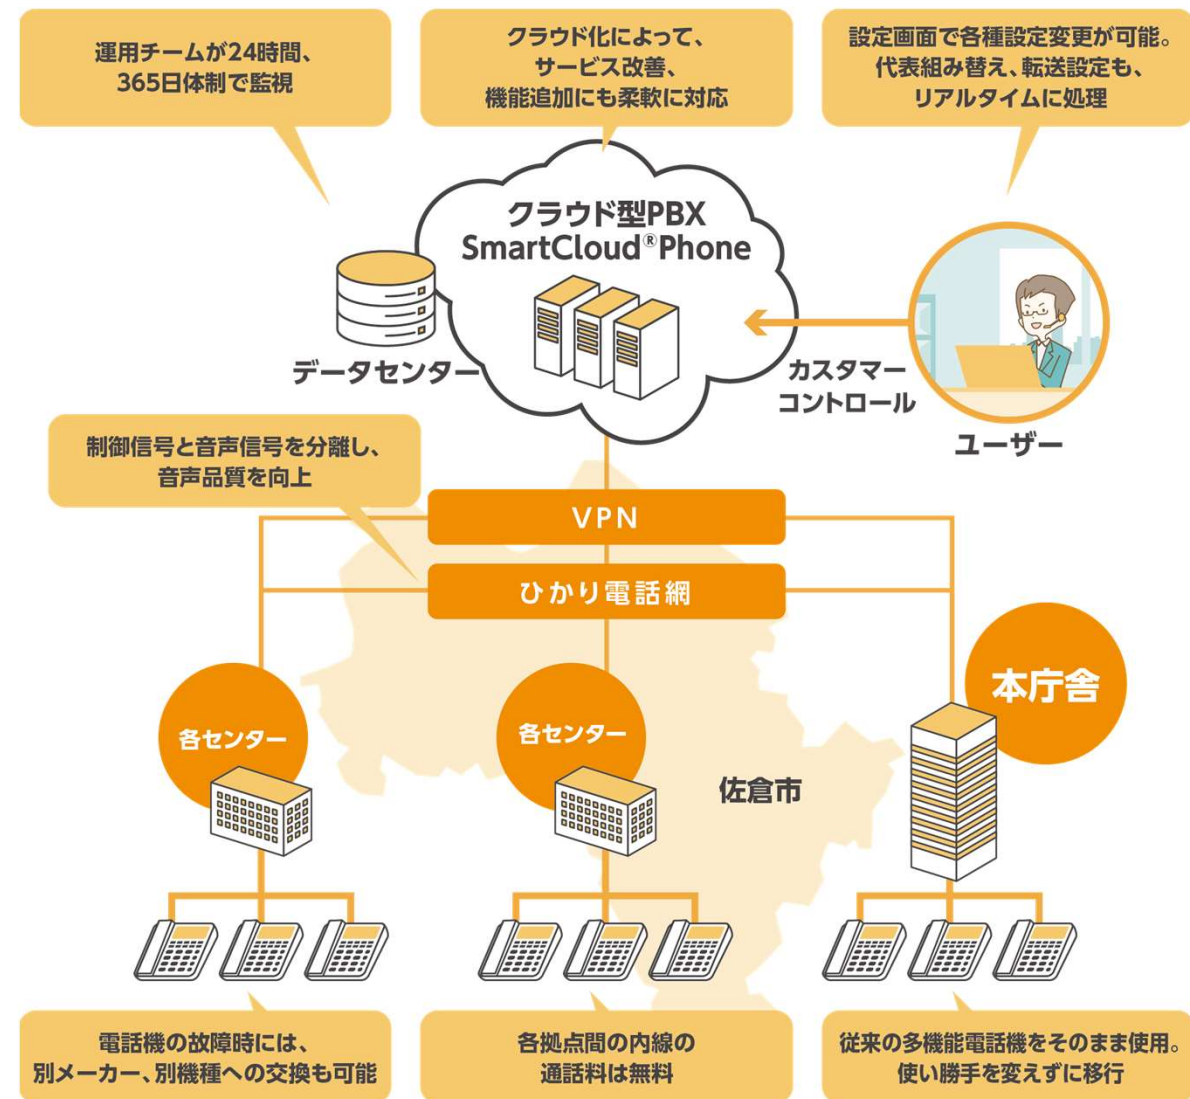 運用チームが24時間、
365日体制で監視
クラウド化によって、
サービス改善、
機能追加にも柔軟に対応
設定画面で各種設定変更が可能。
代表組み替え、転送設定も、
リアルタイムに処理
クラウド型PBX
SmartCloud®Phone
データセンター
カスタマー
コントロール
ユーザー
制御信号と音声信号を分離し、
音声品質を向上
VPN
ひかり電話網
各センター
各センター
本庁舎
佐倉市
電話機の故障時には、
別メーカー、別機種への交換も可能
各拠点間の内線の
通話料は無料
従来の多機能電話機をそのまま使用。
使い勝手を変えずに移行